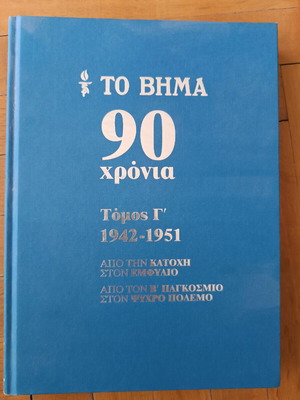 ΤΟ ΒΗΜΑ
90
χρόνια
Τόμος Γ'
1942-1951
ΑΠΟ ΤΗΝ ΚΑΤΟΧΗ
ΣΤΟΝ ΕΜΦΥΛΙΟ
ΑΠΟ ΤΟΝ Β' ΠΑΓΚΟΣΜΙΟ
ΣΤΟΝ ΨΥΧΡΟ ΠΟΛΕΜΟ